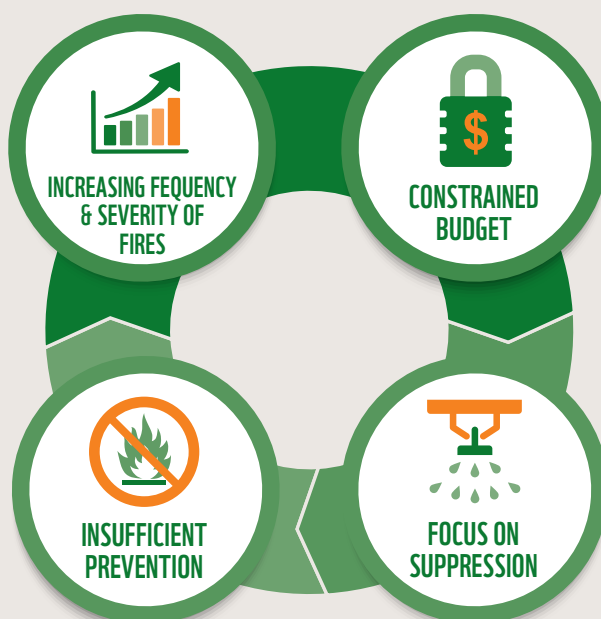 INCREASING FEQUENCY
& SEVERITY OF
FIRES
$
CONSTRAINED
BUDGET
INSUFFICIENT
PREVENTION
FOCUS ON
SUPPRESSION